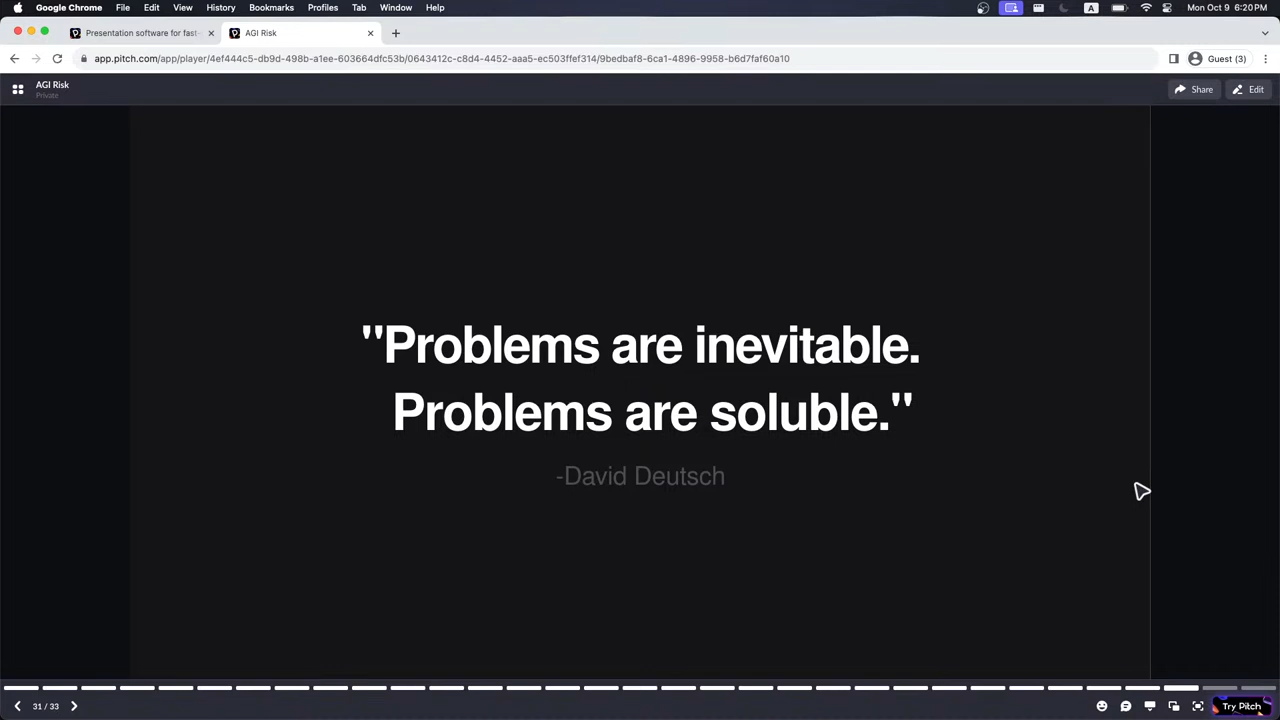 Google Chrome File Edit View History Bookmarks Profiles Tab Window Help A Mon Oct 9 6:20 PM
Presentation software for fast- AGI Risk
app.pitch.com/app/player/4ef444c5-db9d-498b-a1ee-603664dfc53b/0643412c-c8d4-4452-aaa5-ec503ffef314/9bedbaf8-6ca1-4896-9958-b6d7faf60a10 Guest (3)
AGI Risk
Private
Share Edit
"Problems are inevitable.
Problems are soluble."
-David Deutsch
31 / 33 Try Pitch